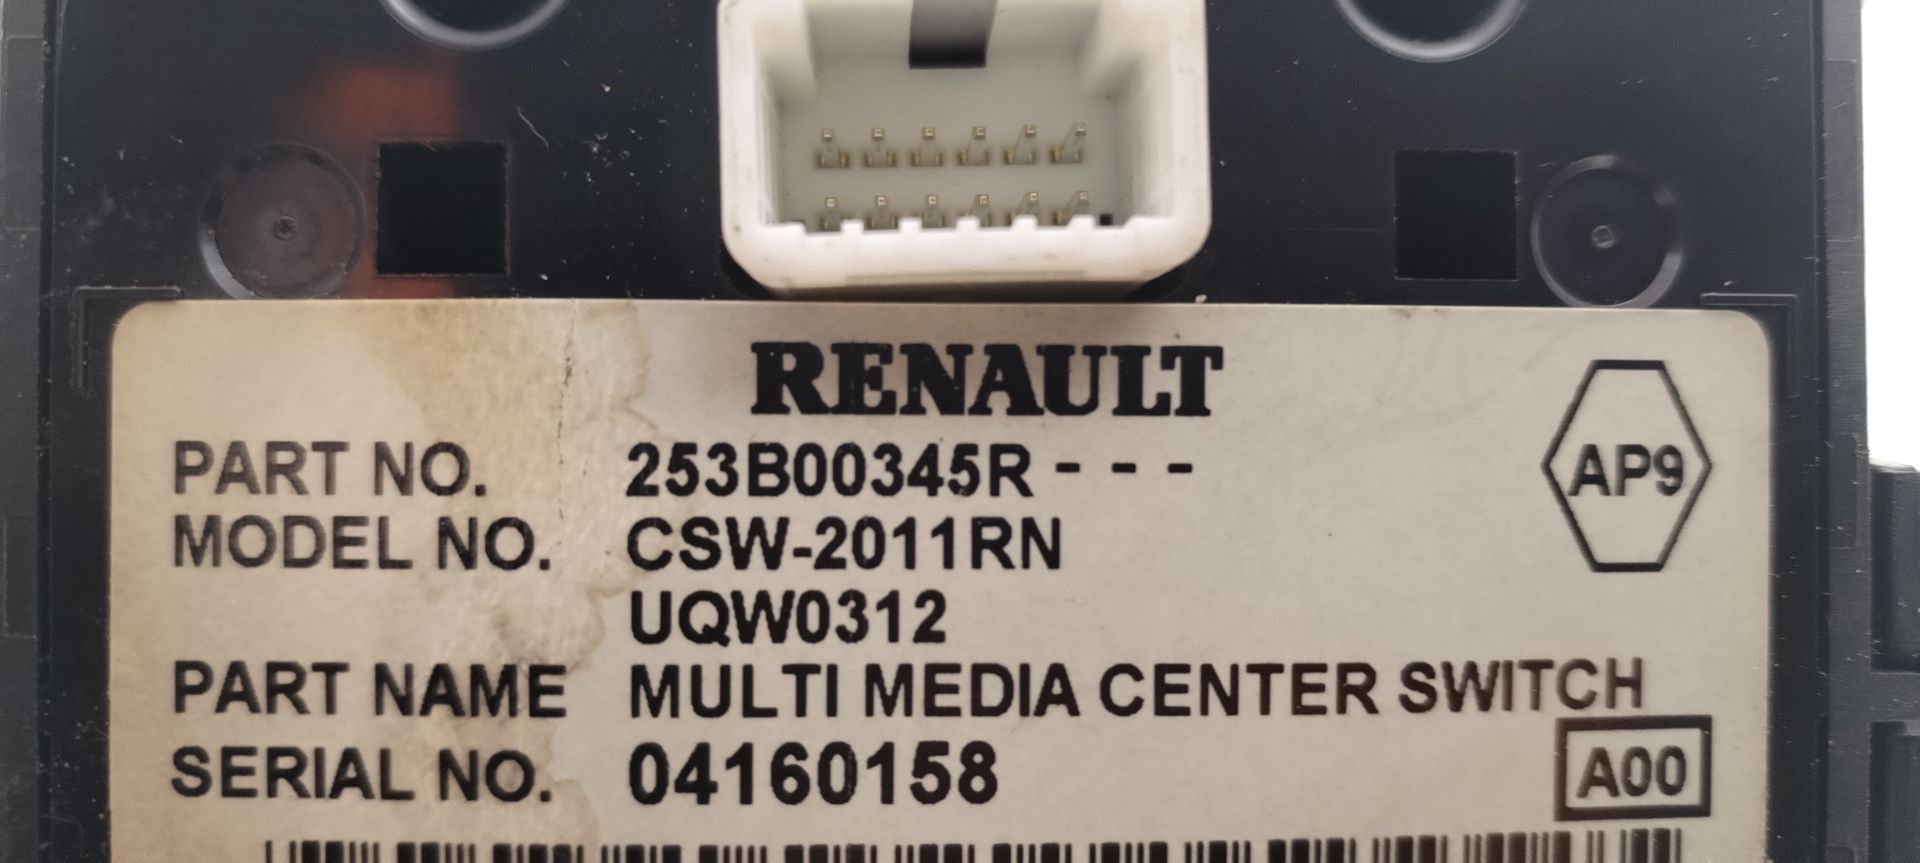 RENAULT
PART NO. 253B00345R - - -
AP9
MODEL NO. CSW-2011RN
UQW0312
PART NAME MULTI MEDIA CENTER SWITCH
SERIAL NO. 04160158
A00